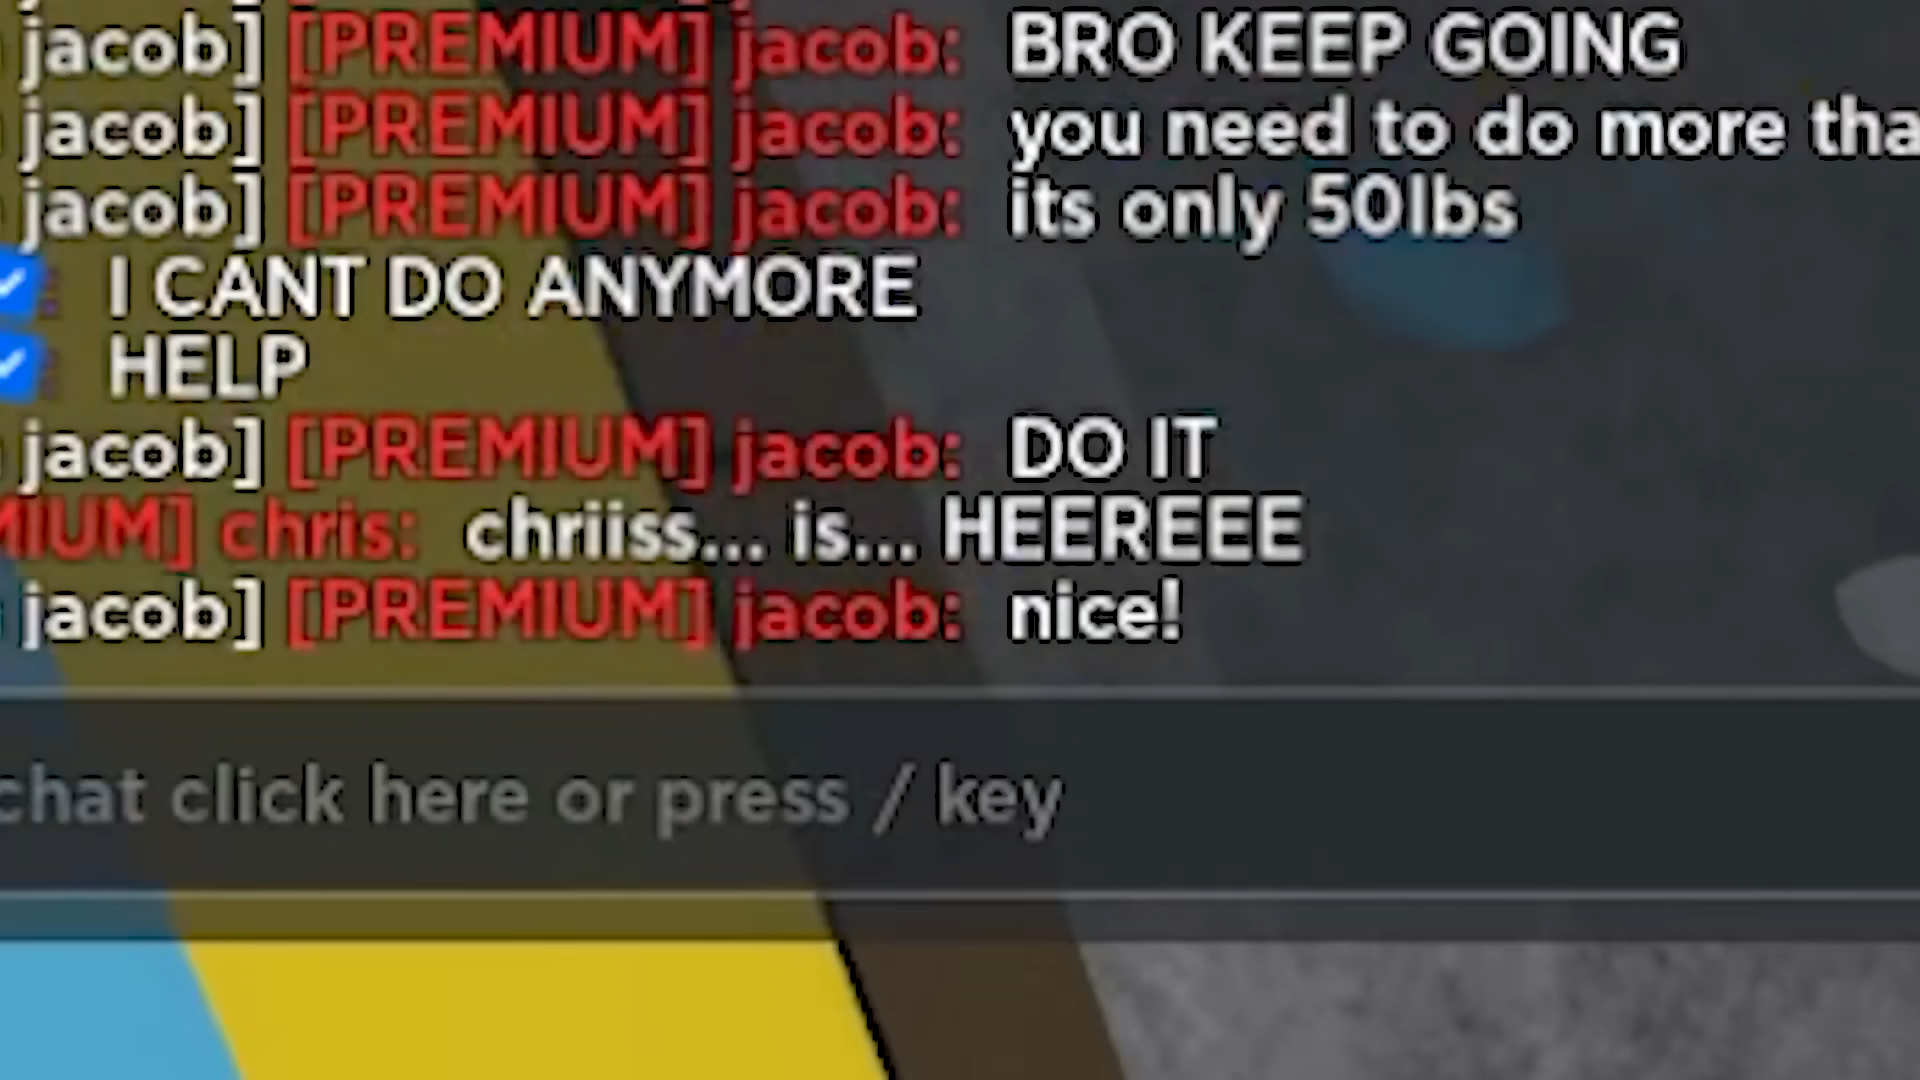 jacob] [PREMIUM] jacob: BRO KEEP GOING
jacob] [PREMIUM] jacob: you need to do more tha
jacob] [PREMIUM] jacob: its only 50lbs
I CANT DO ANYMORE
HELP
jacob] [PREMIUM] jacob: DO IT
MIUM] chris: chriiss... is... HEEREEE
jacob] [PREMIUM] jacob: nice!
chat click here or press / key